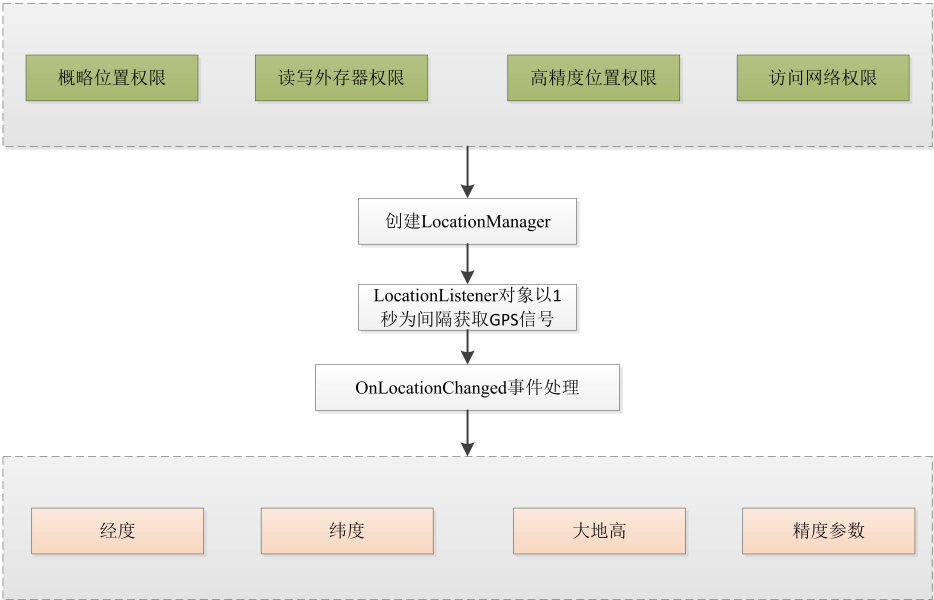 概略位置权限
读写外存器权限
高精度位置权限
访问网络权限
创建LocationManager
LocationListener对象以1
秒为间隔获取GPS信号
OnLocationChanged事件处理
经度
纬度
大地高
精度参数